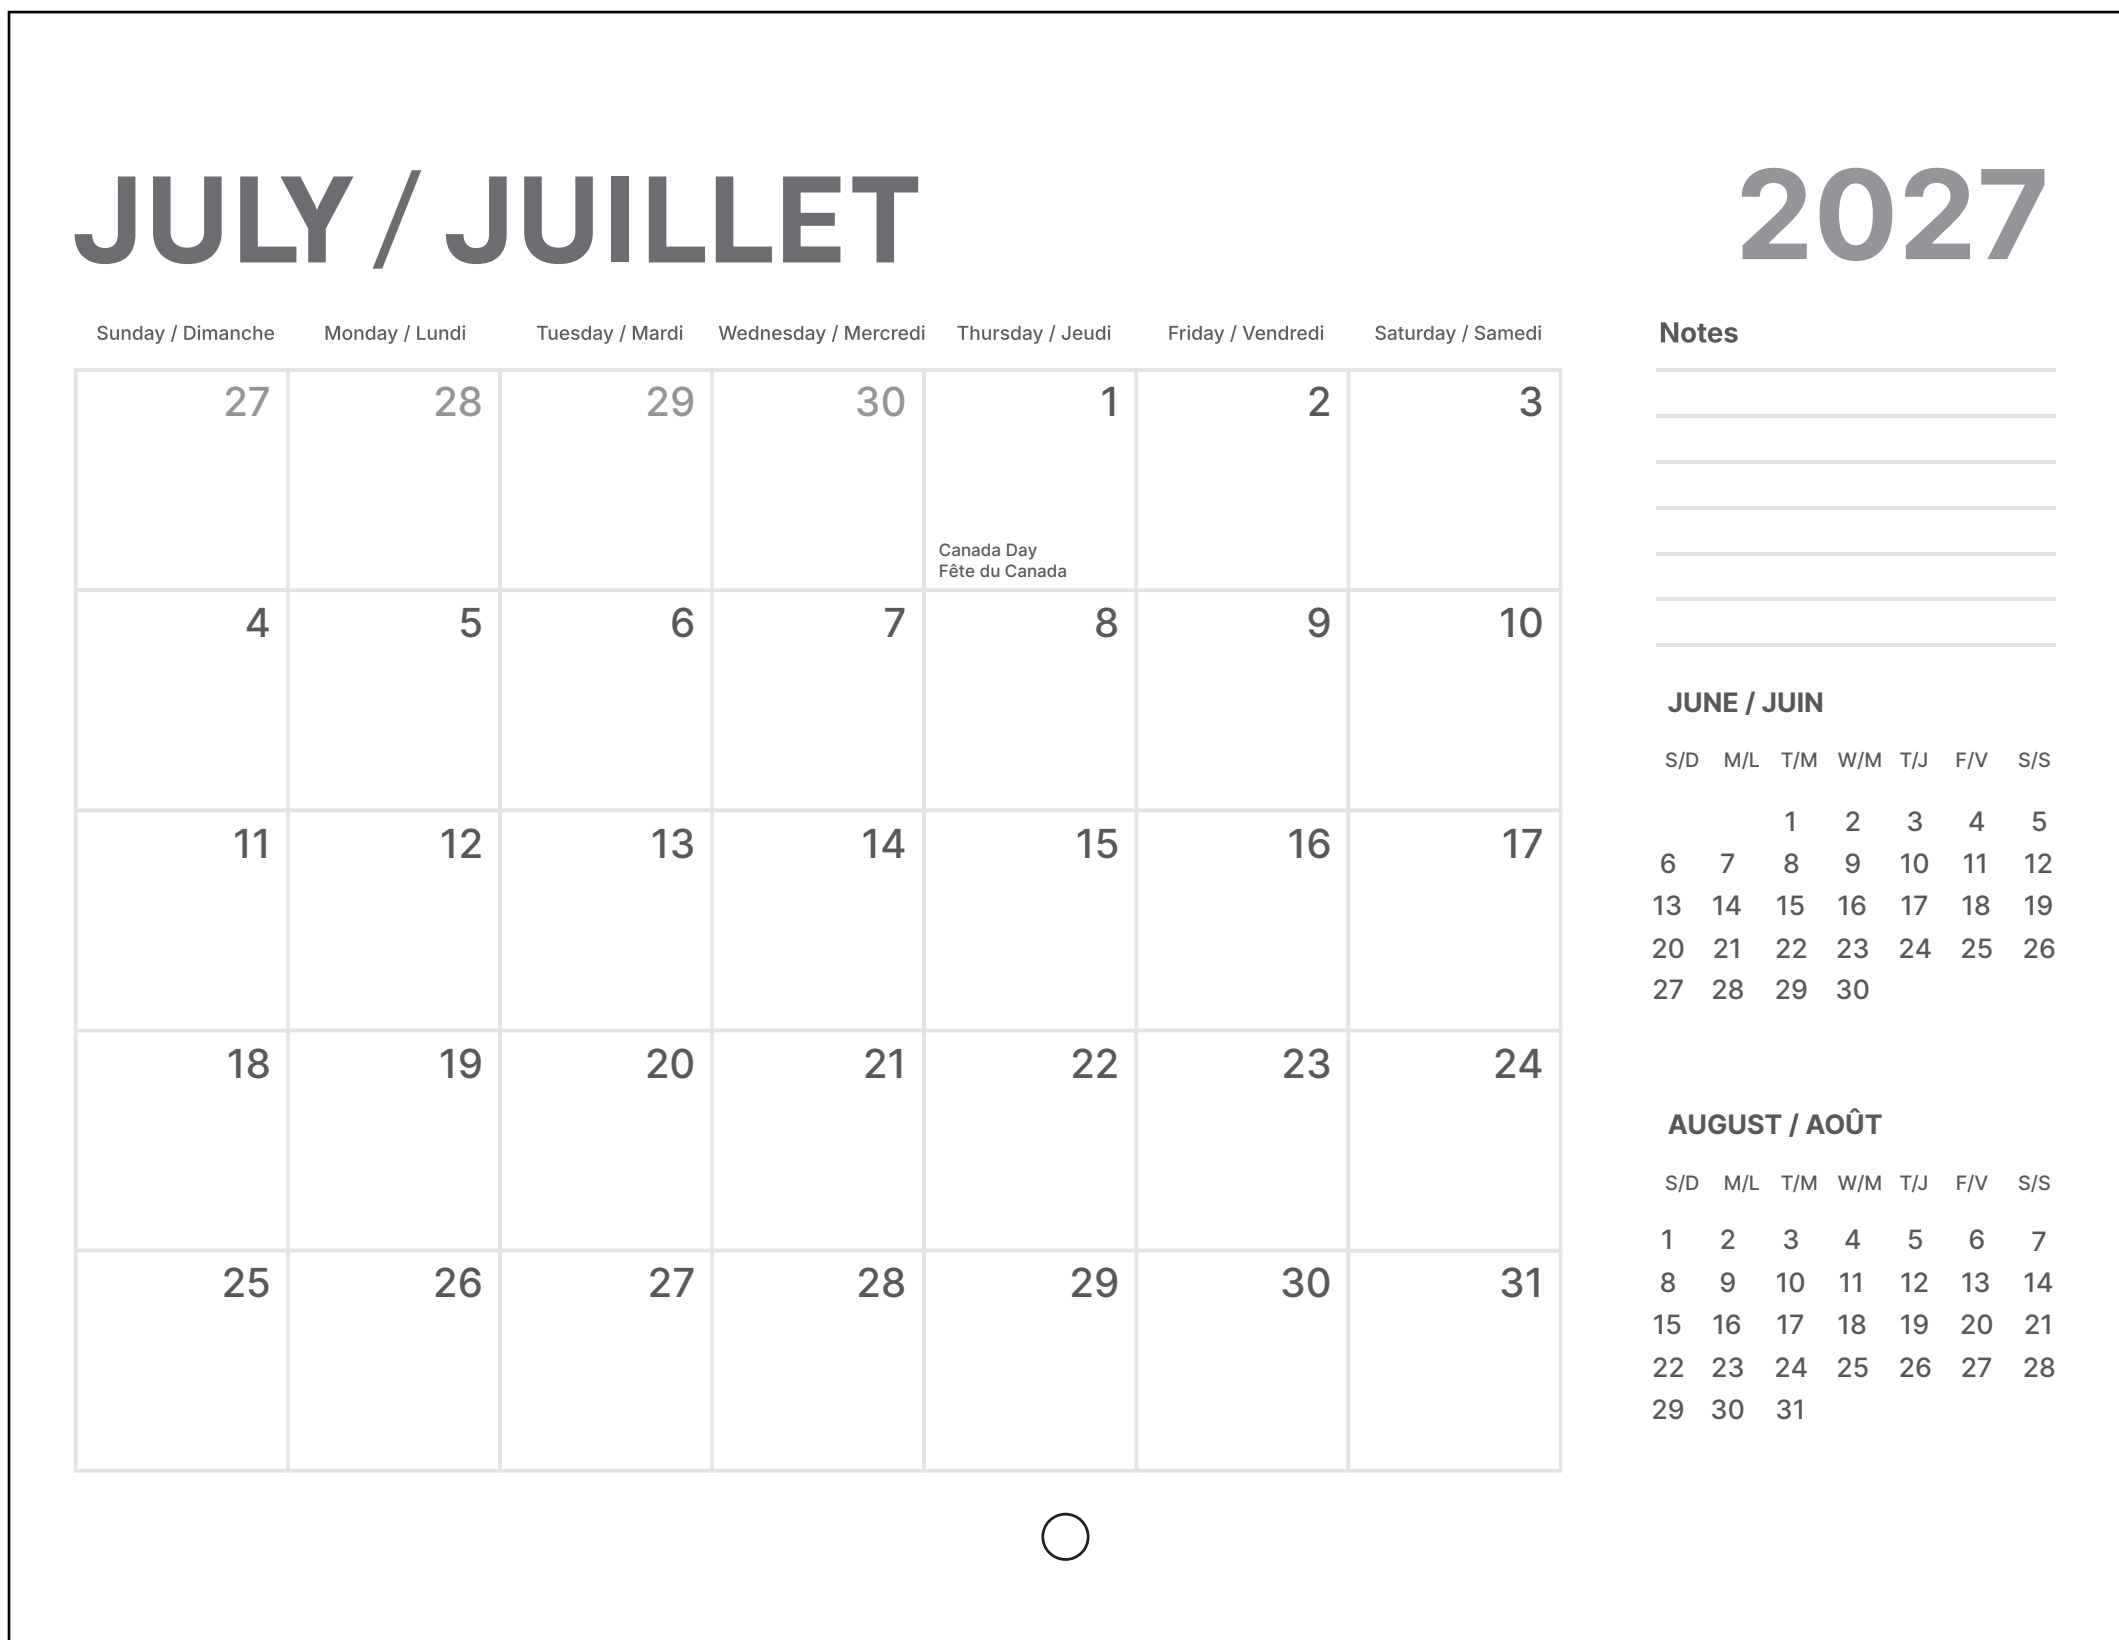 JULY / JUILLET
2027
Sunday / Dimanche Monday / Lundi Tuesday / Mardi Wednesday / Mercredi Thursday / Jeudi Friday / Vendredi Saturday / Samedi
27 28 29 30 1 2 3
Canada Day
Fête du Canada
4 5 6 7 8 9 10
11 12 13 14 15 16 17
18 19 20 21 22 23 24
25 26 27 28 29 30 31
Notes
JUNE / JUIN
S/D M/L T/M W/M T/J F/V S/S
1 2 3 4 5
6 7 8 9 10 11 12
13 14 15 16 17 18 19
20 21 22 23 24 25 26
27 28 29 30
AUGUST / AOÛT
S/D M/L T/M W/M T/J F/V S/S
1 2 3 4 5 6 7
8 9 10 11 12 13 14
15 16 17 18 19 20 21
22 23 24 25 26 27 28
29 30 31